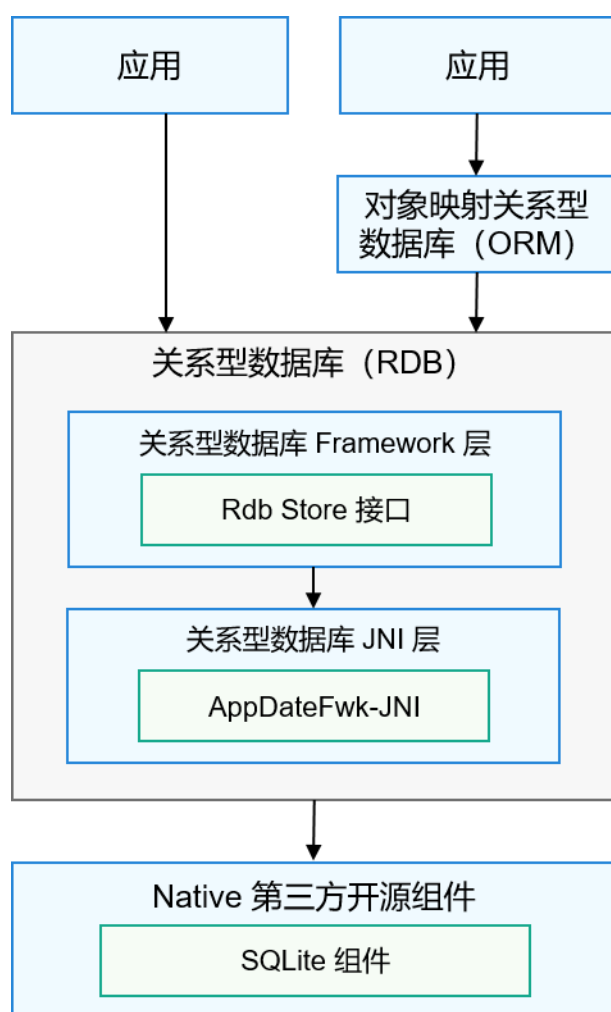 应用
应用
对象映射关系型
数据库（ORM）
关系型数据库（RDB）
关系型数据库 Framework 层
Rdb Store 接口
关系型数据库 JNI 层
AppDateFwk-JNI
Native 第三方开源组件
SQLite 组件